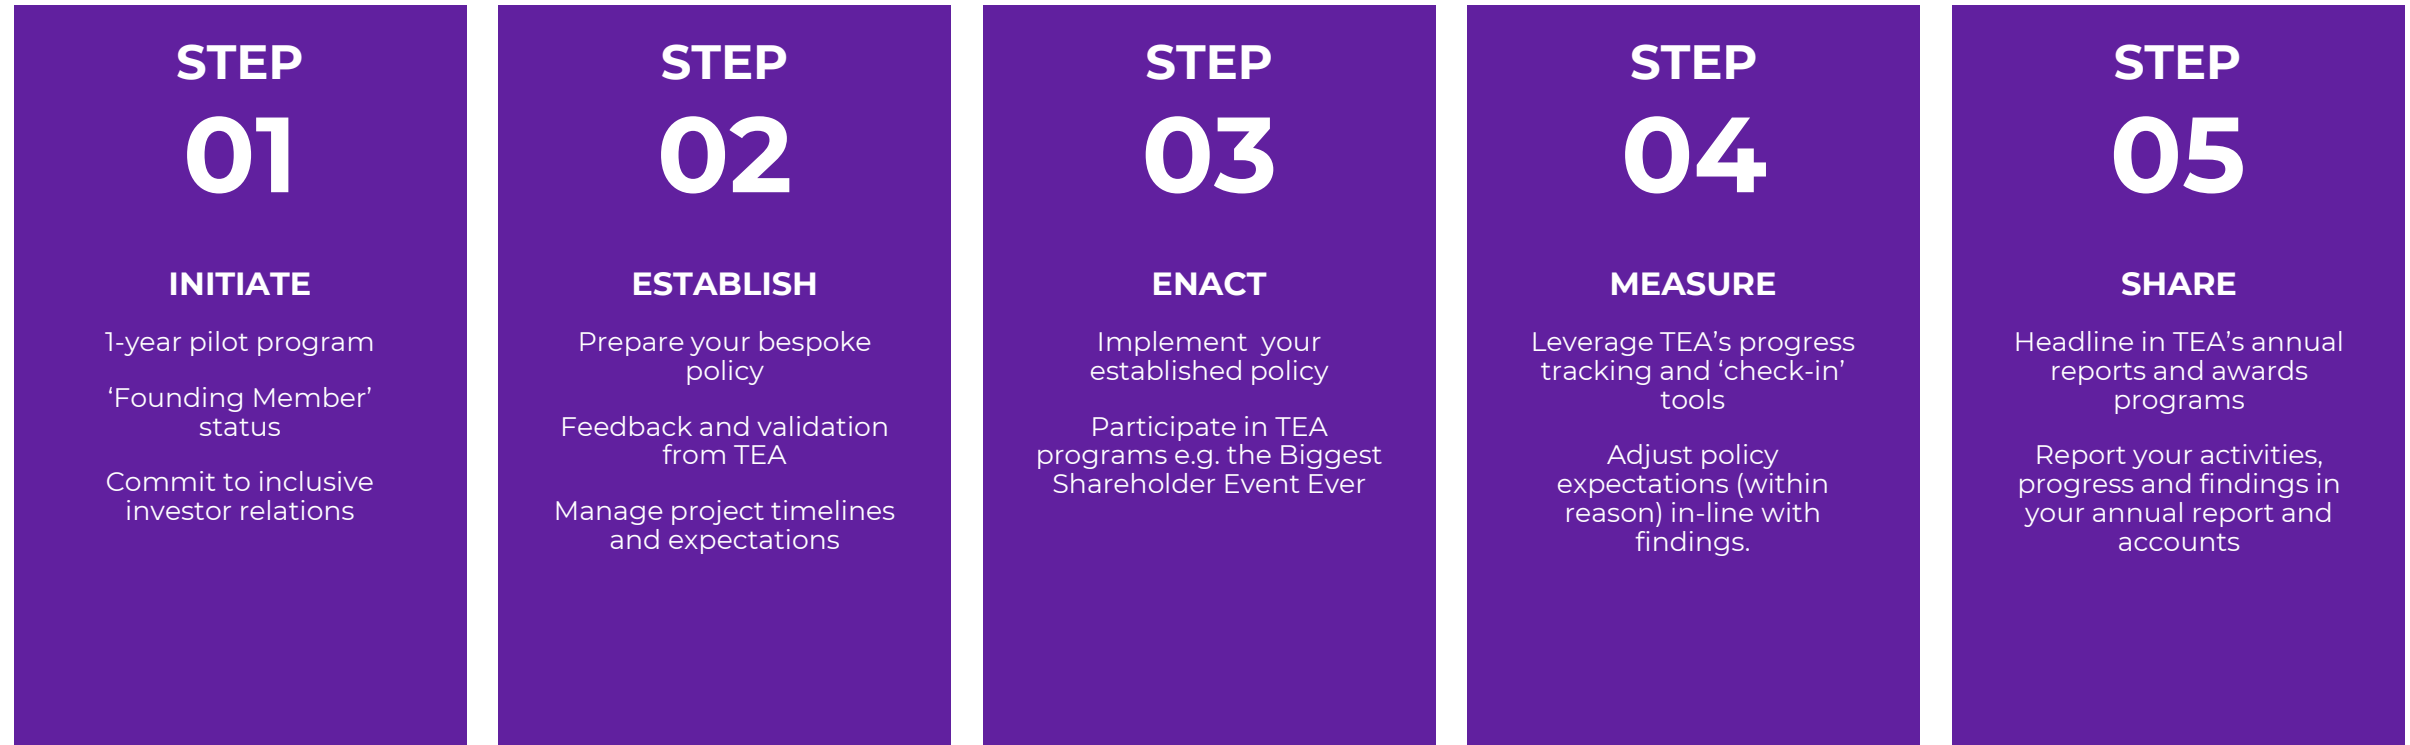 STEP
01
INITIATE
1-year pilot program
‘Founding Member’
status
Commit to inclusive
investor relations
STEP
02
ESTABLISH
Prepare your bespoke
policy
Feedback and validation
from TEA
Manage project timelines
and expectations
STEP
03
ENACT
Implement  your
established policy
Participate in TEA
programs e.g. the Biggest
Shareholder Event Ever
STEP
04
MEASURE
Leverage TEA’s progress
tracking and ‘check-in’
tools
Adjust policy
expectations (within
reason) in-line with
findings.
STEP
05
SHARE
Headline in TEA’s annual
reports and awards
programs
Report your activities,
progress and findings in
your annual report and
accounts